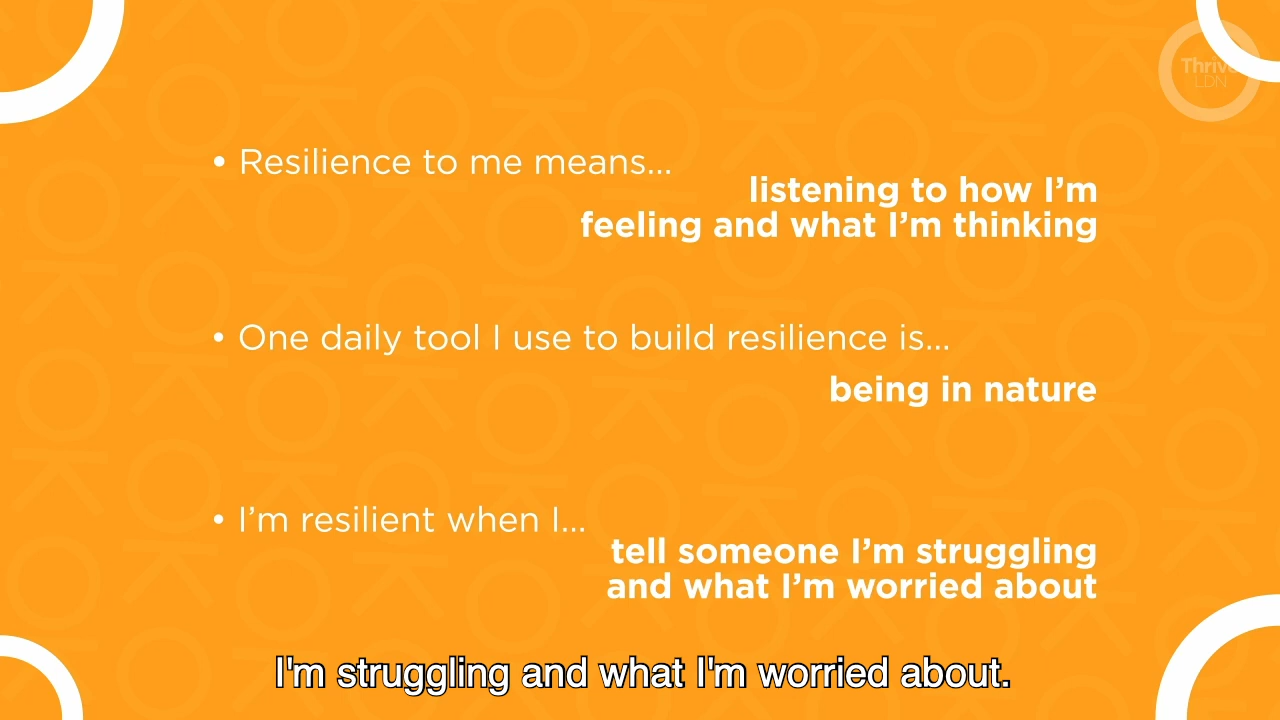 Thrive
LDN
• Resilience to me means...
listening to how I’m
feeling and what I’m thinking
• One daily tool I use to build resilience is...
being in nature
• I’m resilient when I...
tell someone I’m struggling
and what I’m worried about
I'm struggling and what I'm worried about.